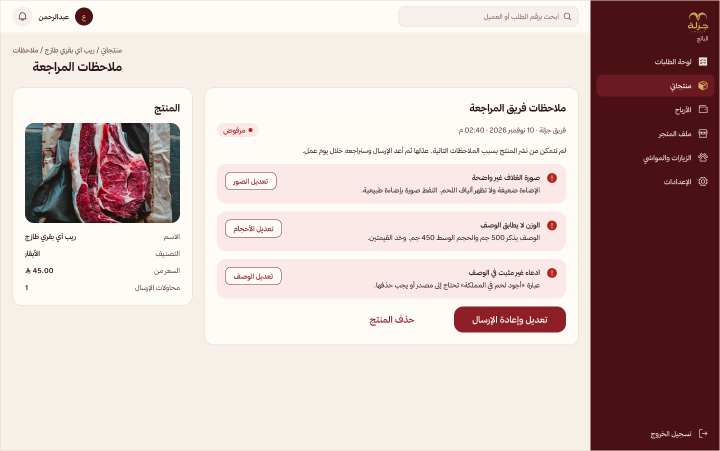 جزلة
البائع
لوحة الطلبات
منتجاتي
الأرباح
ملف المتجر
الزيارات والمواشي
الإعدادات
تسجيل الخروج
ابحث برقم الطلب أو العميل
عبدالرحمن
ع
منتجاتي / ريب آي بقري طازج / ملاحظات
ملاحظات المراجعة
ملاحظات فريق المراجعة
فريق جزلة · 10 نوفمبر 2026 - 02:40 م
مرفوض
لم نتمكن من نشر المنتج بسبب الملاحظات التالية. عدّلها ثم أعد الإرسال وسنراجعه خلال يوم عمل.
صورة الغلاف غير واضحة
الإضاءة ضعيفة ولا تظهر ألياف اللحم. التقط صورة بإضاءة طبيعية.
تعديل الصور
الوزن لا يطابق الوصف
الوصف يذكر 500 جم والحجم الوسط 450 جم. وحّد القيمتين.
تعديل الأحجام
ادعاء غير مثبت في الوصف
عبارة «أجود لحم في المملكة» تحتاج إلى مصدر أو يجب حذفها.
تعديل الوصف
تعديل وإعادة الإرسال
حذف المنتج
المنتج
الاسم ريب آي بقري طازج
التصنيف الأبقار
السعر من 45.00
محاولات الإرسال 1